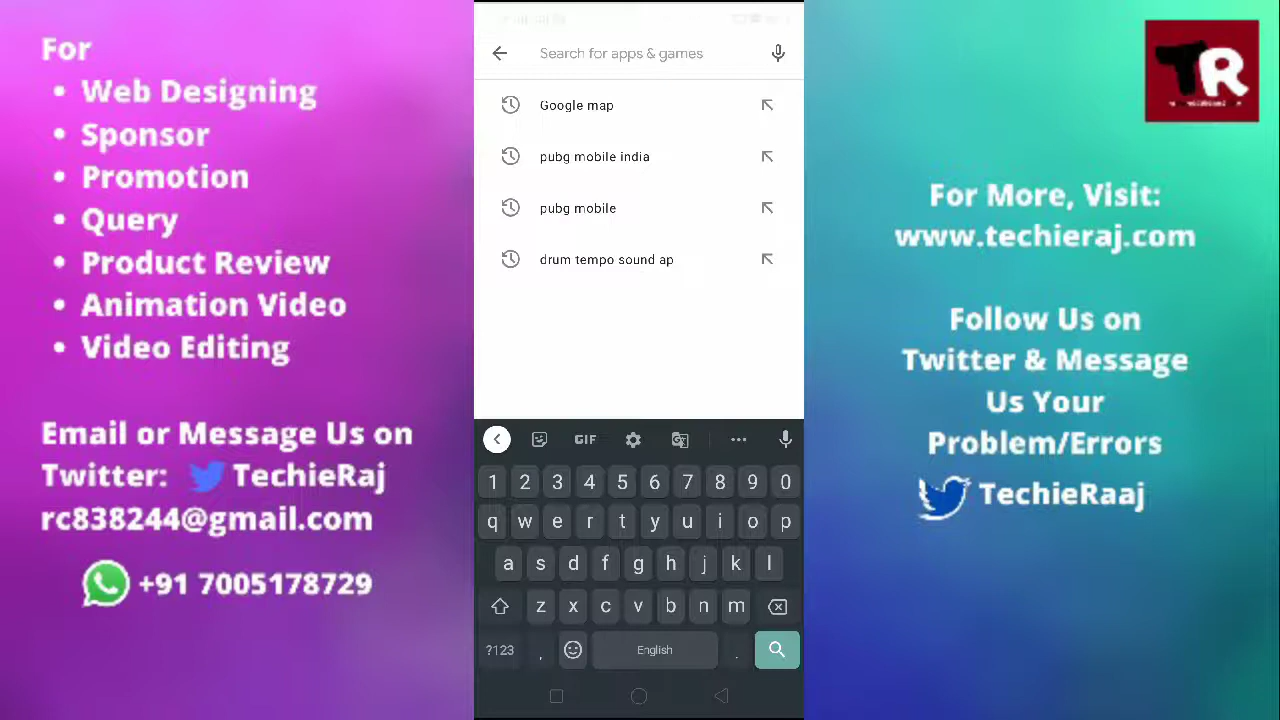 For
• Web Designing
• Sponsor
• Promotion
• Query
• Product Review
• Animation Video
• Video Editing
Email or Message Us on
Twitter: TechieRaj
rc838244@gmail.com
+91 7005178729
Search for apps & games
Google map
pubg mobile india
pubg mobile
drum tempo sound ap
GIF
1 2 3 4 5 6 7 8 9 0
q w e r t y u i o p
a s d f g h j k l
z x c v b n m
?123 , English .
TR
For More, Visit:
www.techieraj.com
Follow Us on
Twitter & Message
Us Your
Problem/Errors
TechieRaaj